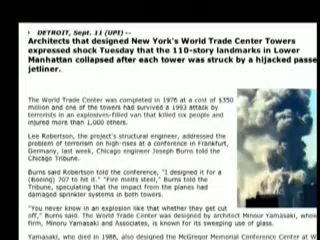 DETROIT, Sept. 11 (UPI) --
Architects that designed New York's World Trade Center Towers
expressed shock Tuesday that the 110-story landmarks in Lower
Manhattan collapsed after each tower was struck by a hijacked passe
jetliner.
The World Trade Center was completed in 1976 at a cost of $350
million and one of the towers had survived a 1993 attack by
terrorists in an explosives-filled van that killed six people and
injured more than 1,000 others.
Lee Robertson, the project's structural engineer, addressed the
problem of terrorism on high-rises at a conference in Frankfurt,
Germany, last week, Chicago engineer Joseph Burns told the
Chicago Tribune.
Burns said Robertson told the conference, "I designed it for a
(Boeing) 707 to hit it." "Fire melts steel," Burns told the
Tribune, speculating that the impact from the planes had
damaged sprinkler systems in both towers.
"You never know in an explosion like that whether they get cut
off," Burns said. The World Trade Center was designed by architect Minour Yamasaki, whos
firm, Minoru Yamasaki and Associates, is known for its sweeping use of glass.
Yamasaki, who died in 1986, also designed the McGregor Memorial Conference Center at W